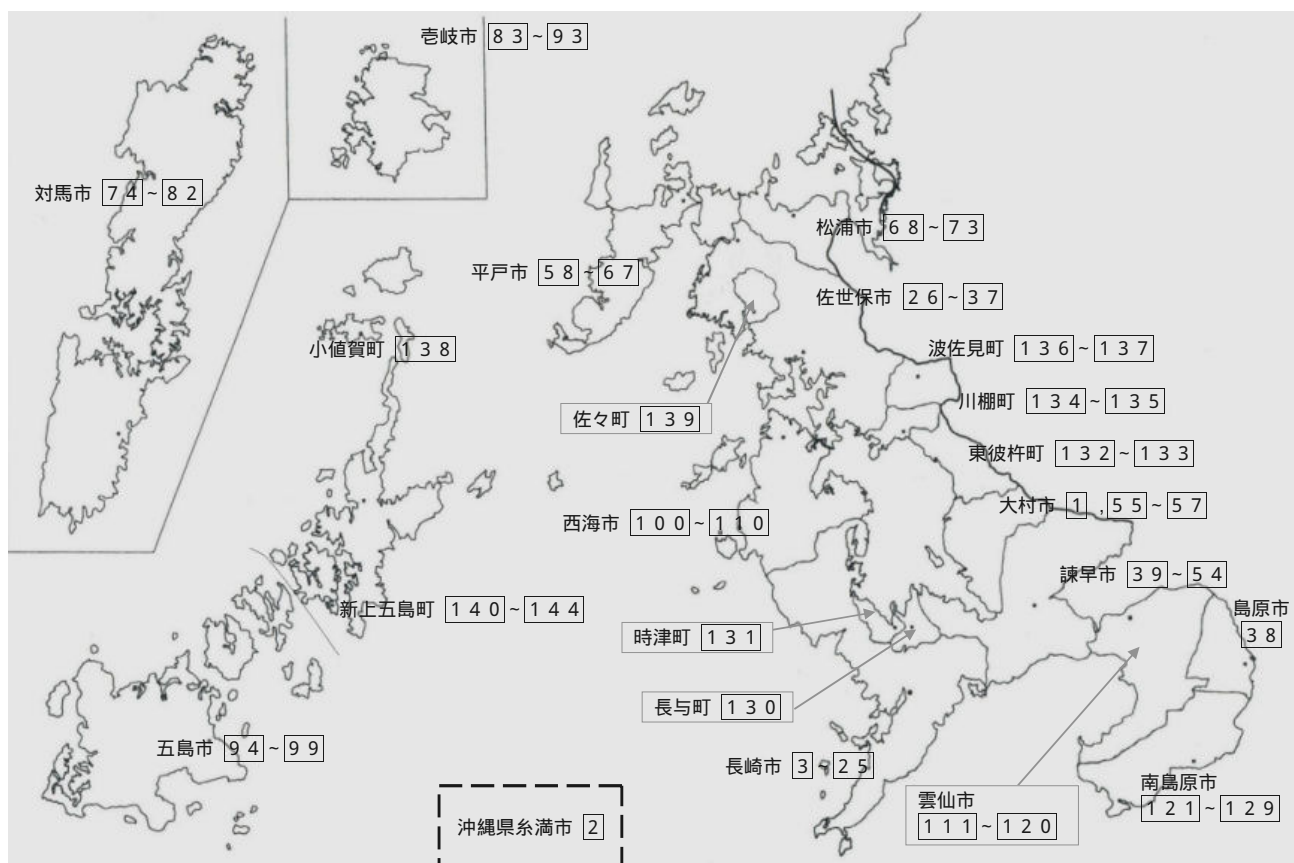 壱岐市 83~93
対馬市 74~82
松浦市 68~73
平戸市 58~67
佐世保市 26~37
小値賀町 138
波佐見町 136~137
川棚町 134~135
佐々町 139
東彼杵町 132~133
大村市 1 ,55~57
西海市 100~110
諫早市 39~54
新上五島町 140~144
島原市
38
時津町 131
長与町 130
五島市 94~99
長崎市 3~25
南島原市
121~129
雲仙市
111~120
沖縄県糸満市 2